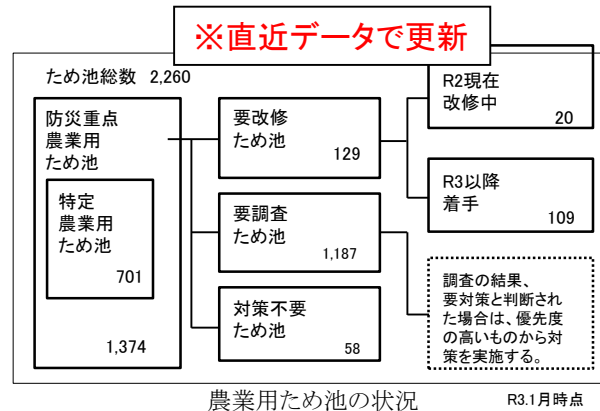 ※直近データで更新
ため池総数 2,260
防災重点
農業用
ため池
特定
農業用
ため池
701
1,374
要改修
ため池
129
要調査
ため池
1,187
対策不要
ため池
58
R2現在
改修中
20
R3以降
着手
109
調査の結果、
要対策と判断され
た場合は、優先度
の高いものから対
策を実施する。
農業用ため池の状況
R3.1月時点